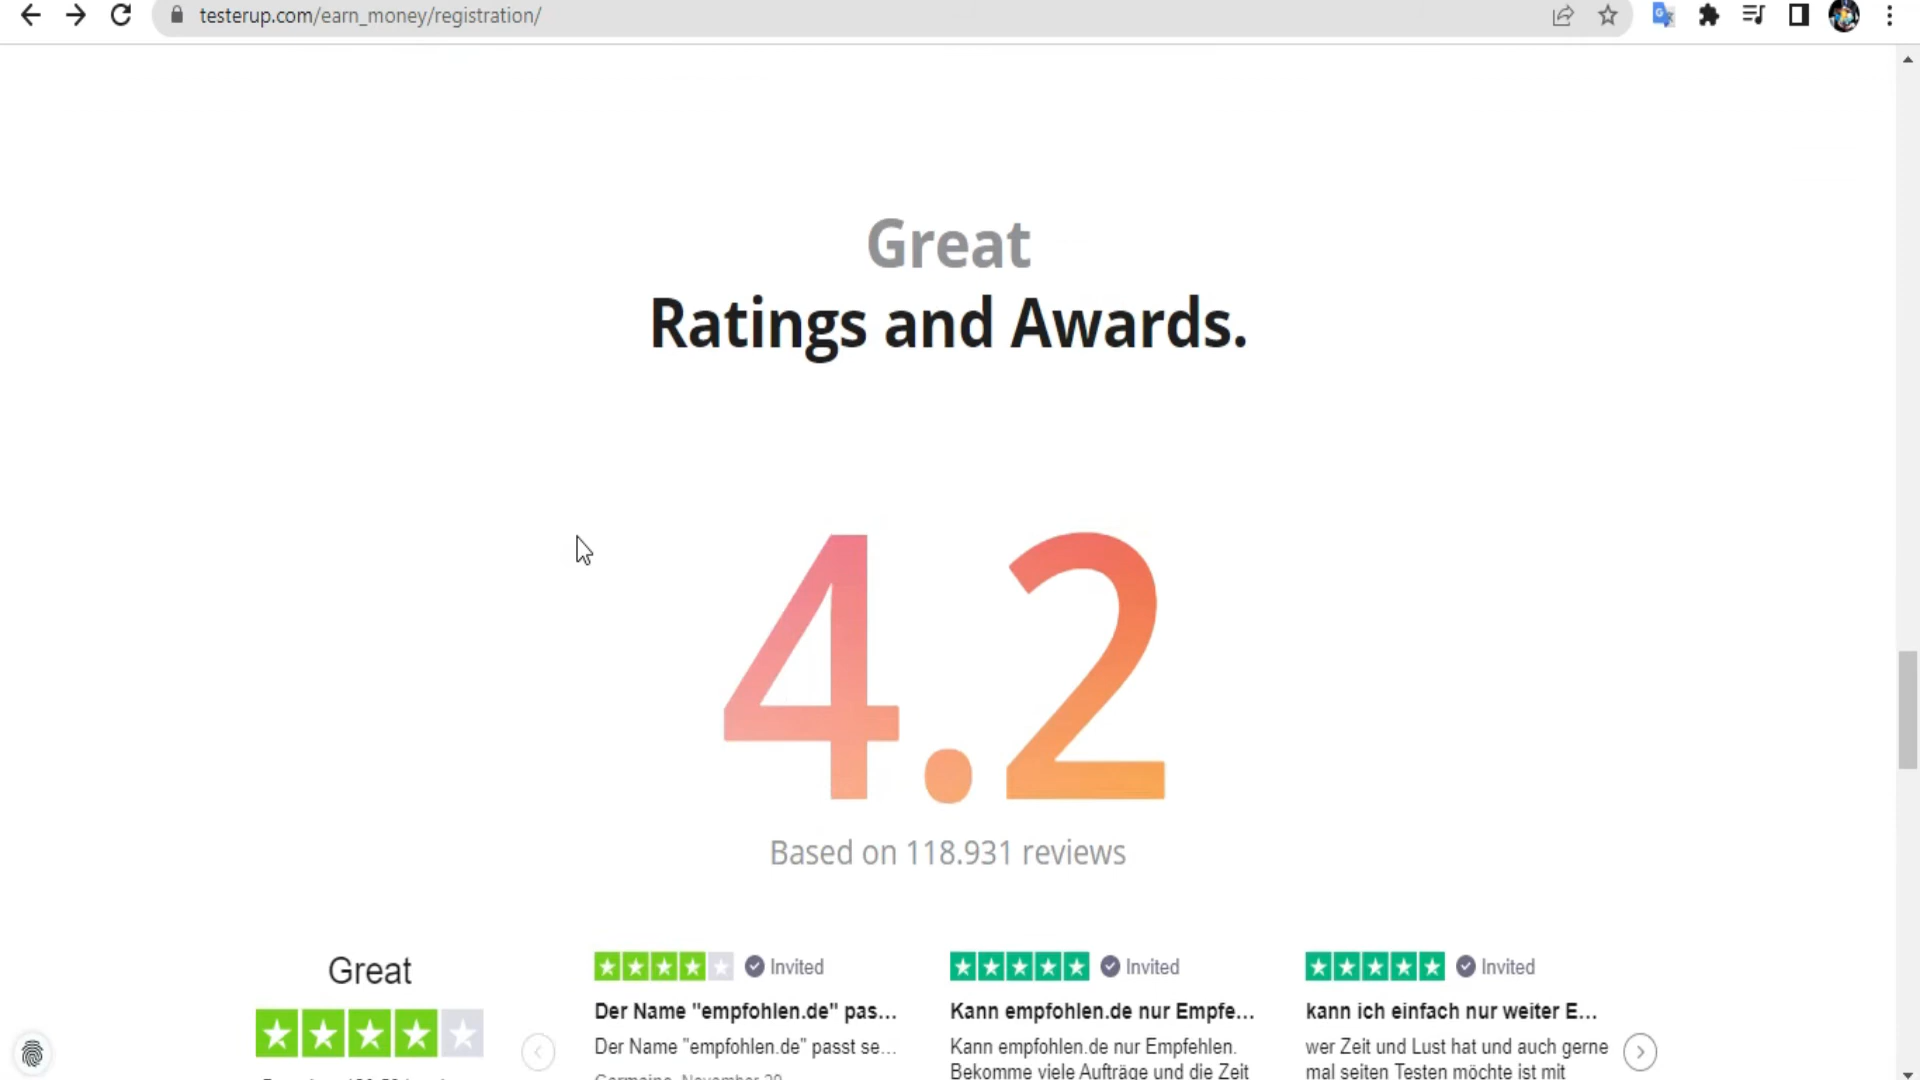 testerup.com/earn_money/registration/
Great
Ratings and Awards.
4.2
Based on 118.931 reviews
Great
Invited
Der Name "empfohlen.de" pas...
Der Name "empfohlen.de" passt se...
Invited
Kann empfohlen.de nur Empfe...
Kann empfohlen.de nur Empfehlen.
Bekomme viele Aufträge und die Zeit
Invited
kann ich einfach nur weiter E...
wer Zeit und Lust hat und auch gerne
mal seiten Testen möchte ist mit